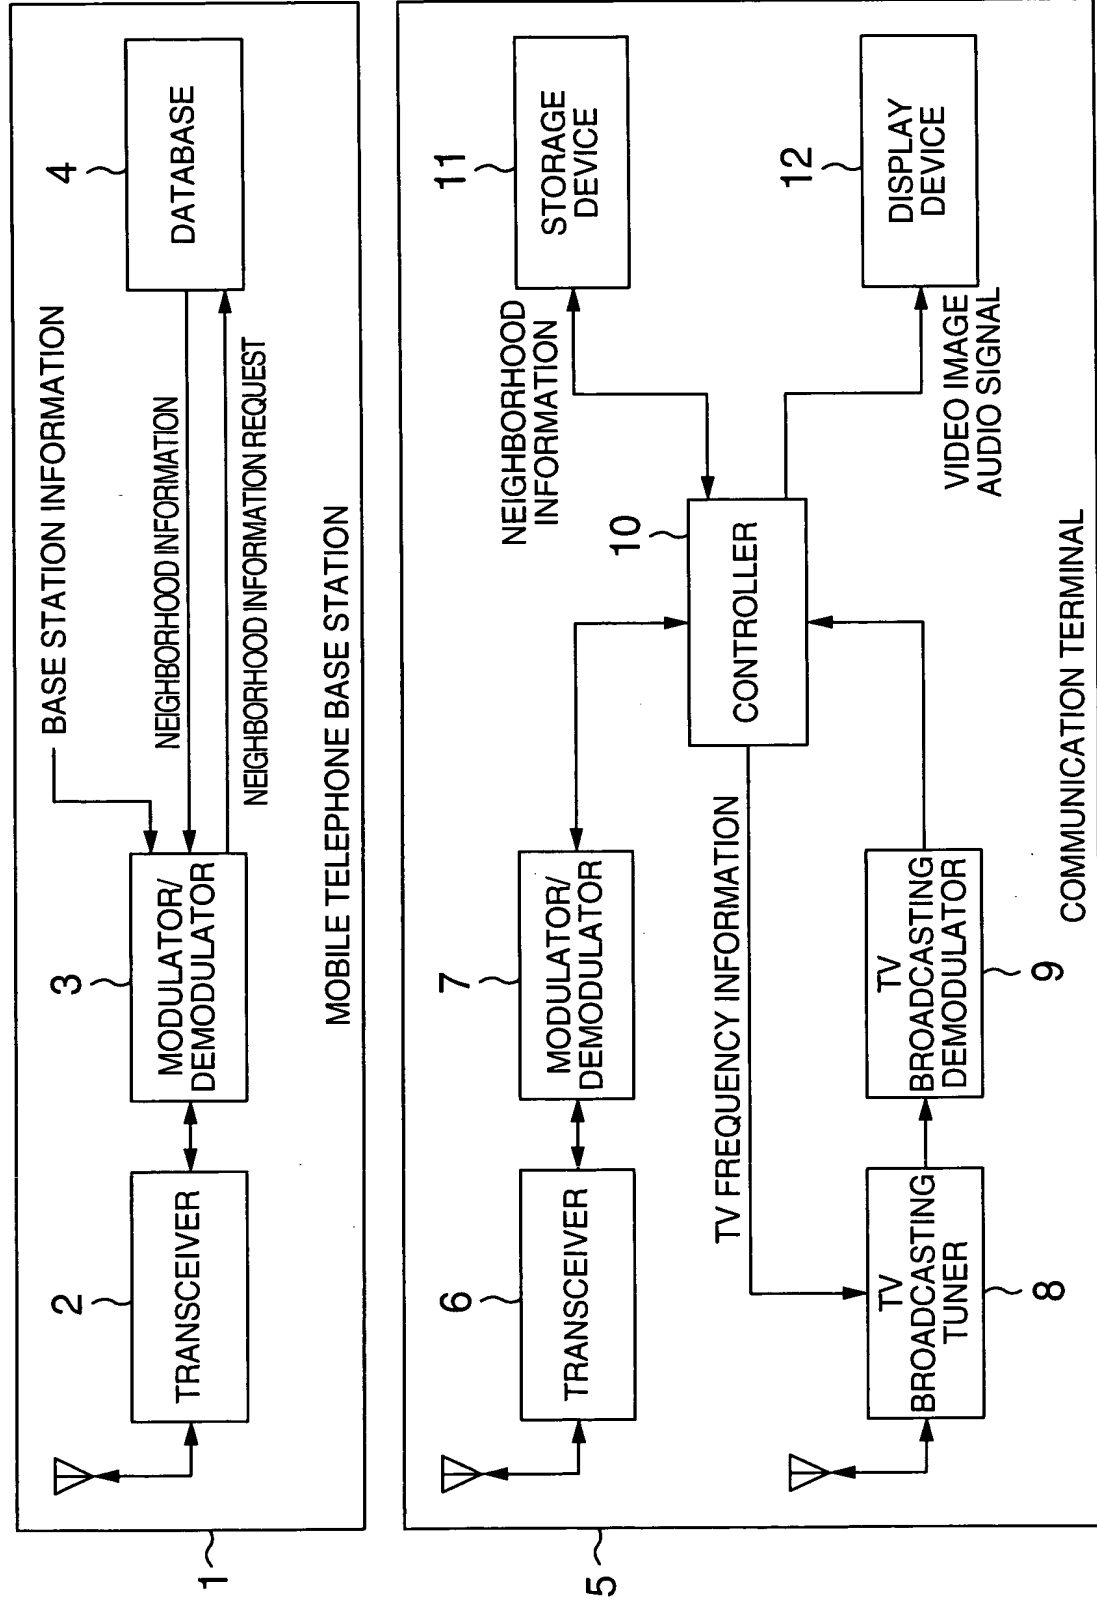 1
2
TRANSCEIVER
3
MODULATOR/
DEMODULATOR
BASE STATION INFORMATION
NEIGHBORHOOD INFORMATION
NEIGHBORHOOD INFORMATION REQUEST
4
DATABASE
MOBILE TELEPHONE BASE STATION
5
6
TRANSCEIVER
7
MODULATOR/
DEMODULATOR
NEIGHBORHOOD
INFORMATION
11
STORAGE
DEVICE
10
CONTROLLER
TV FREQUENCY INFORMATION
TV
BROADCASTING
TUNER
8
TV
BROADCASTING
DEMODULATOR
9
VIDEO IMAGE
AUDIO SIGNAL
12
DISPLAY
DEVICE
COMMUNICATION TERMINAL